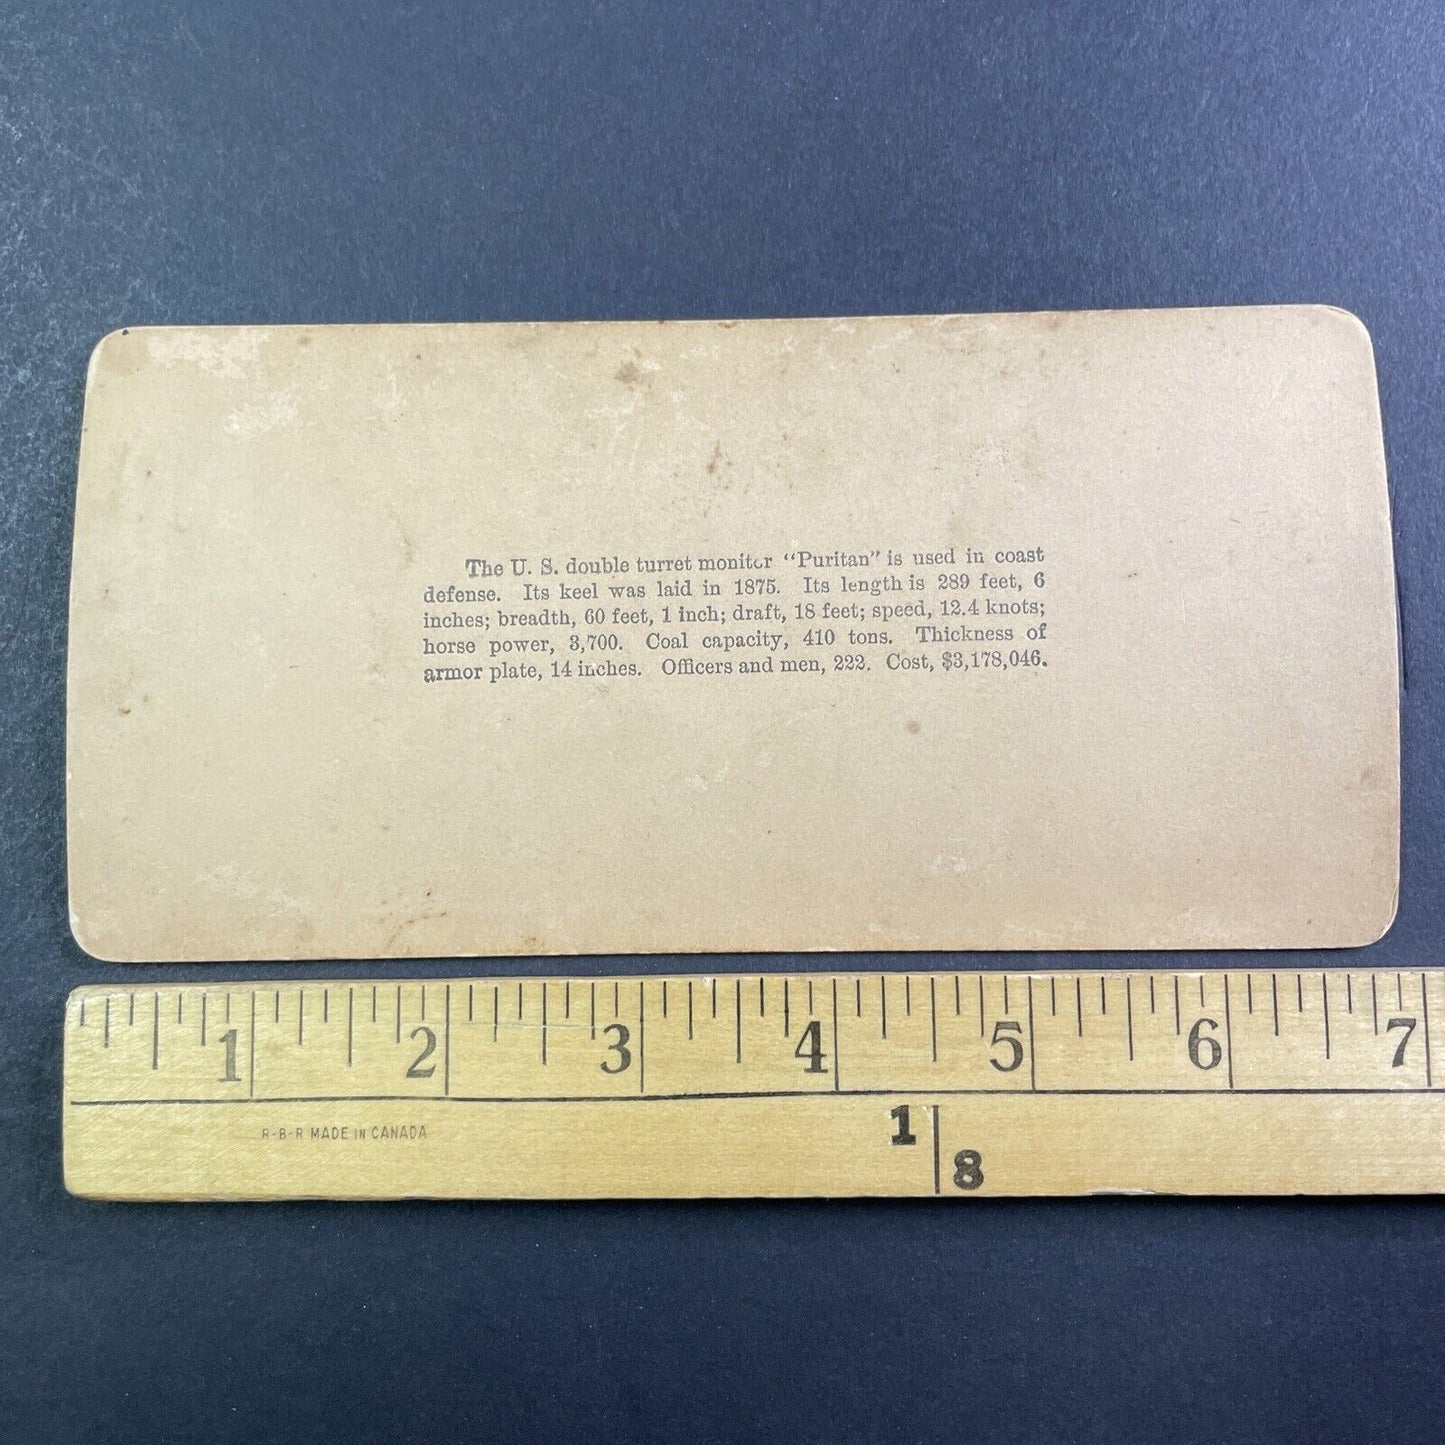 The U. S. double turret monitor “Puritan” is used in coast
defense. Its keel was laid in 1875. Its length is 289 feet, 6
inches; breadth, 60 feet, 1 inch; draft, 18 feet; speed, 12.4 knots;
horse power, 3,700. Coal capacity, 410 tons. Thickness of
armor plate, 14 inches. Officers and men, 222. Cost, $3,178,046.
1 2 3 4 5 6 7
R-B-R MADE IN CANADA
1
8